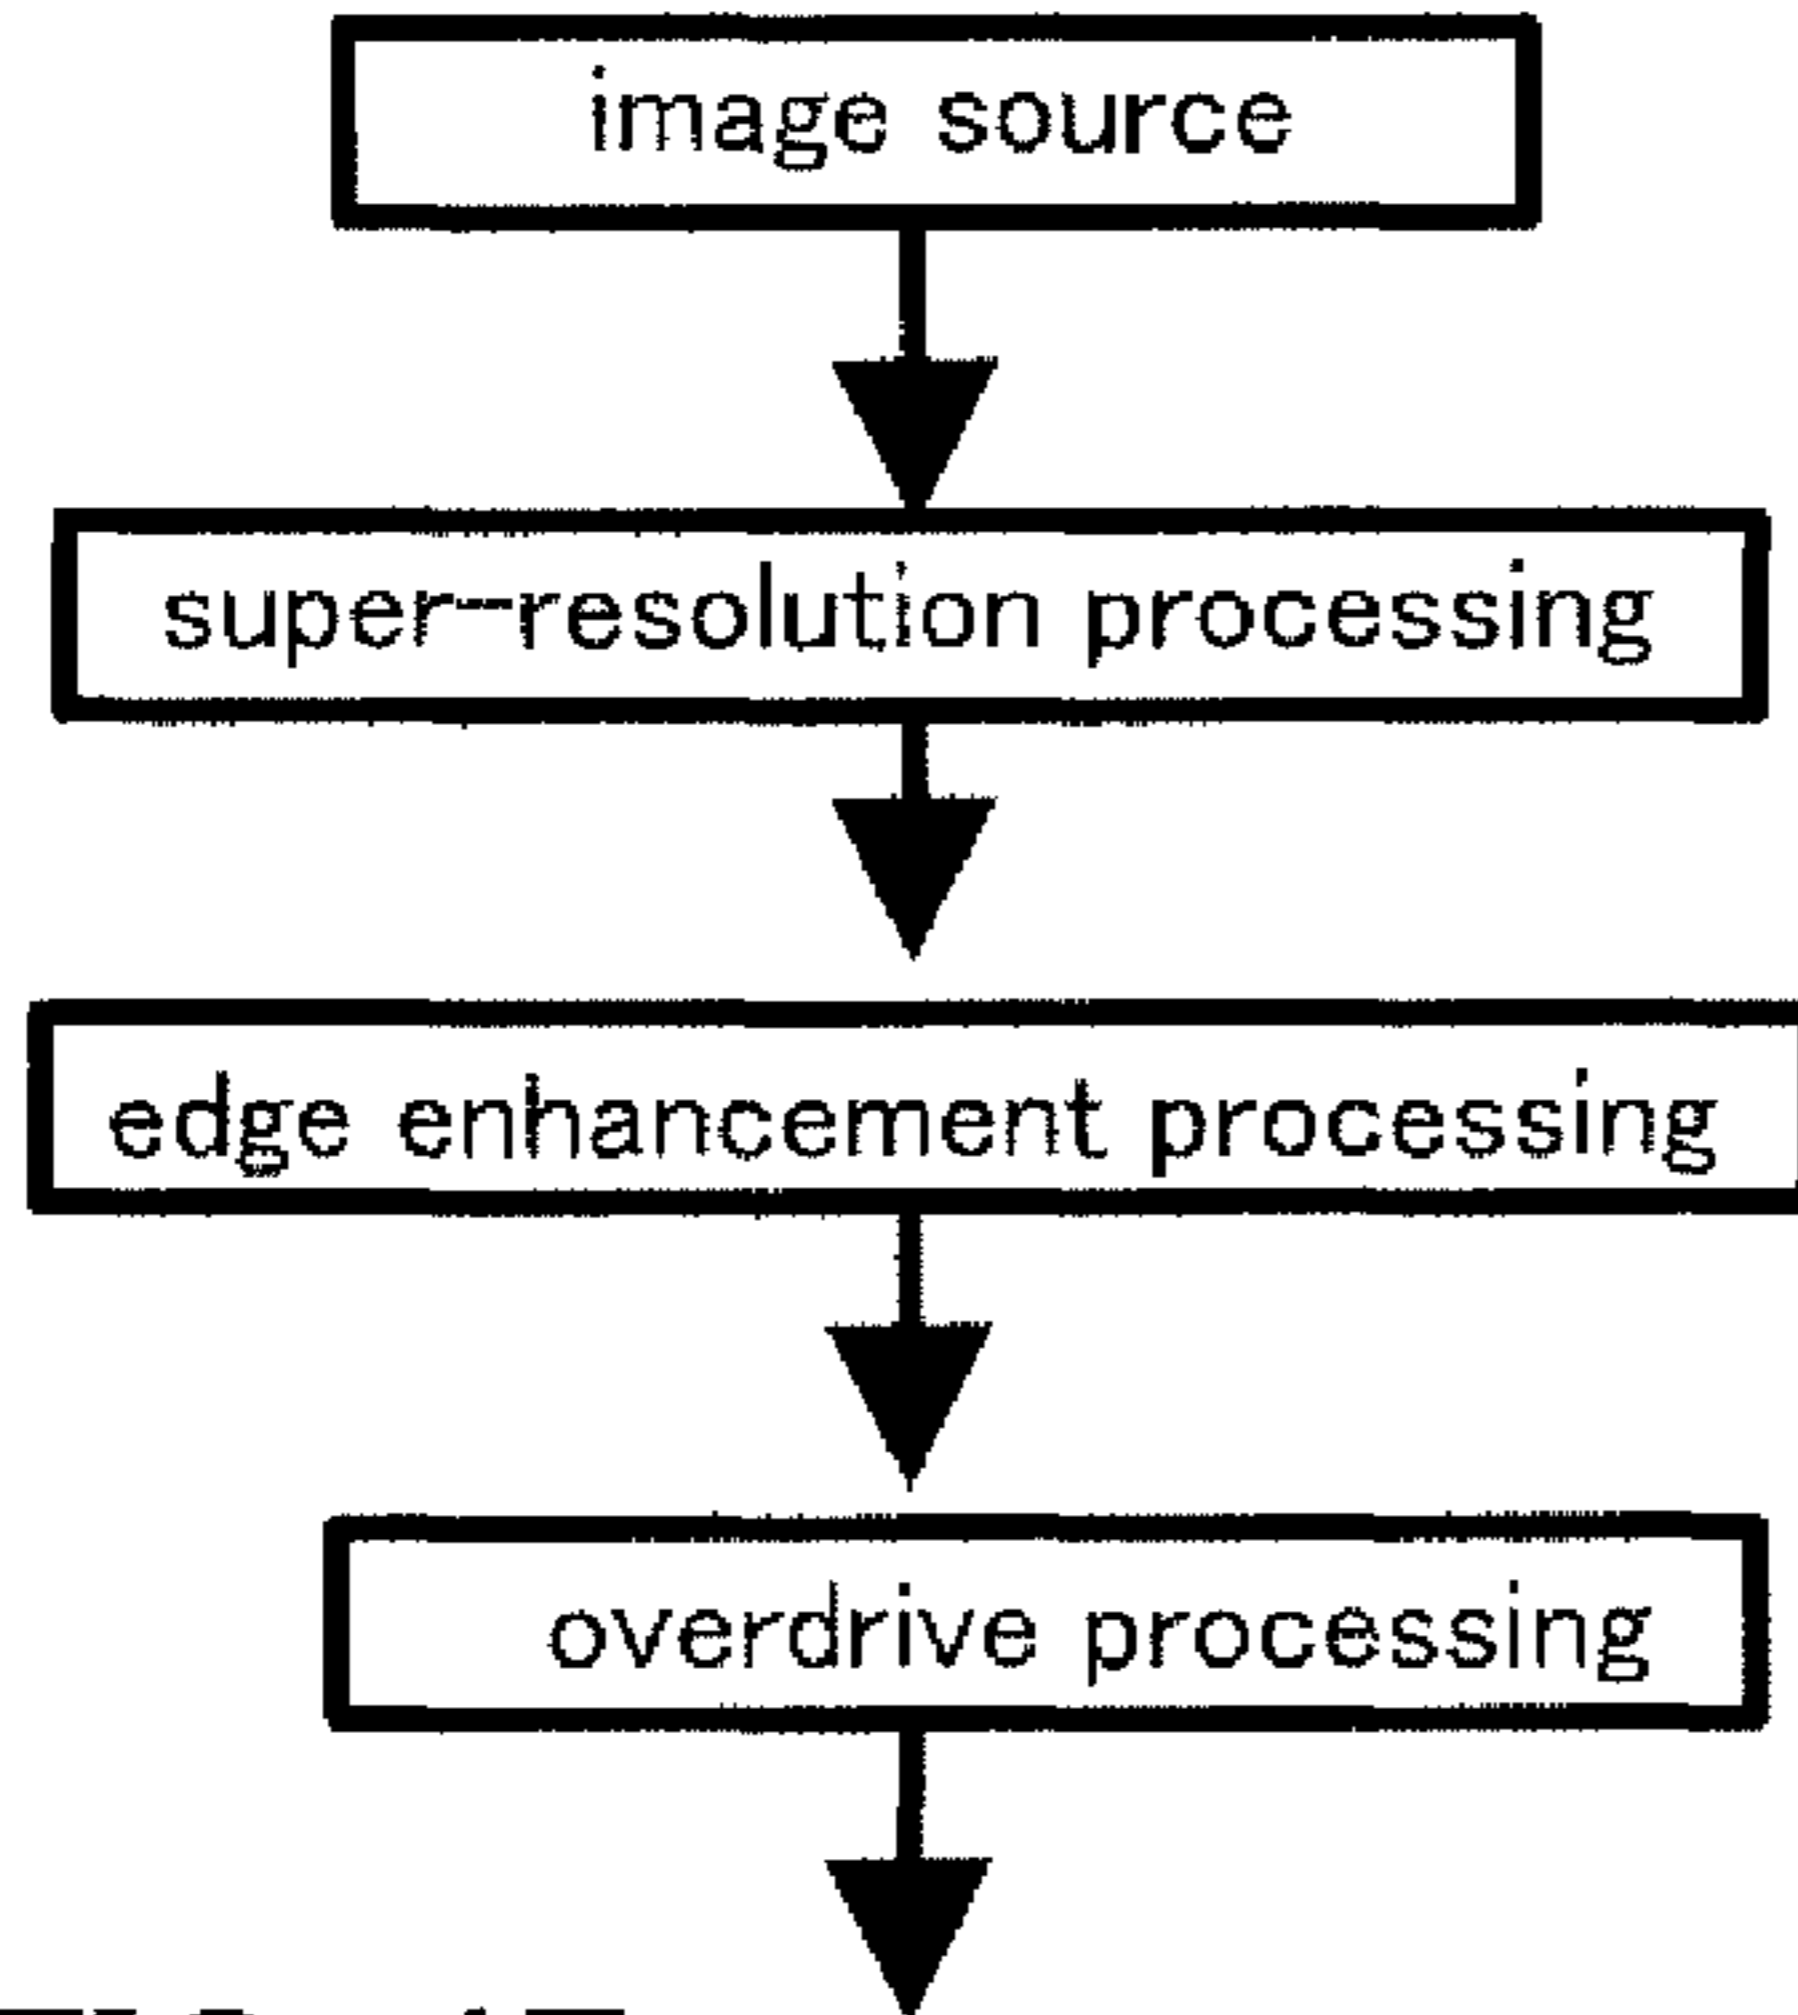 image source
super-resolution processing
edge enhancement processing
overdrive processing